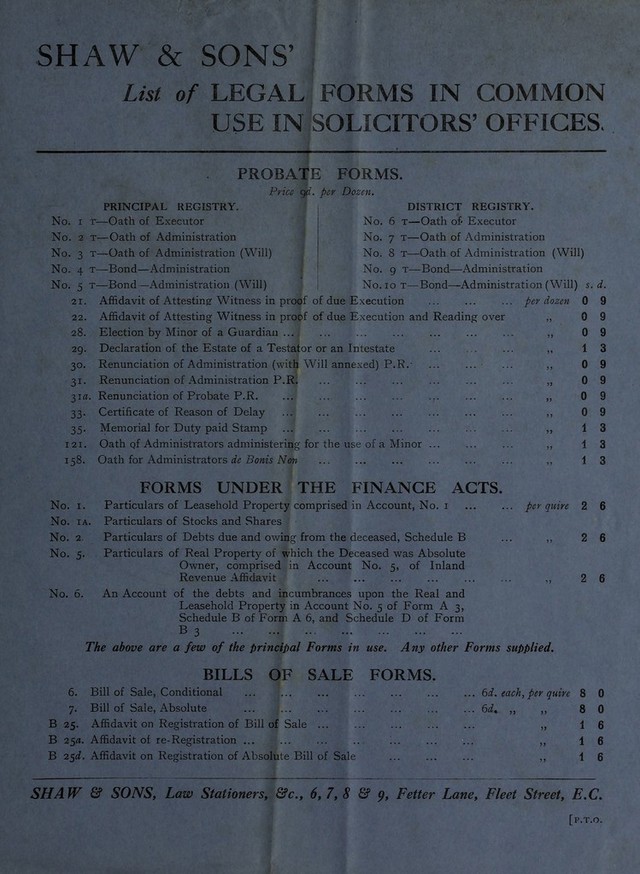 SHAW & SONS'
List of LEGAL FORMS IN COMMON
USE IN SOLICITORS' OFFICES.
PROBATE FORMS.
Price 9d. per Dozen.
PRINCIPAL REGISTRY.
No. 1 T—Oath of Executor
No. 2 T—Oath of Administration
No. 3 T—Oath of Administration (Will)
No. 4 T—Bond—Administration
No. 5 T—Bond—Administration (Will)
DISTRICT REGISTRY.
No. 6 T—Oath of Executor
No. 7 T—Oath of Administration
No. 8 T—Oath of Administration (Will)
No. 9 T—Bond—Administration
No. 10 T—Bond—Administration (Will) s. d.
21. Affidavit of Attesting Witness in proof of due Execution ... ... ... per dozen 0 9
22. Affidavit of Attesting Witness in proof of due Execution and Reading over ,, 0 9
28. Election by Minor of a Guardian ... ... ... ... ... ... ... ,, 0 9
29. Declaration of the Estate of a Testator or an Intestate ... ... ... ,, 1 3
30. Renunciation of Administration (with Will annexed) P.R. ... ... ... ,, 0 9
31. Renunciation of Administration P.R. ... ... ... ... ... ... ,, 0 9
31a. Renunciation of Probate P.R. ... ... ... ... ... ... ... ,, 0 9
33. Certificate of Reason of Delay ... ... ... ... ... ... ... ,, 0 9
35. Memorial for Duty paid Stamp ... ... ... ... ... ... ... ,, 1 3
121. Oath of Administrators administering for the use of a Minor ... ... ... ,, 1 3
158. Oath for Administrators de Bonis Non ... ... ... ... ... ... ,, 1 3
FORMS UNDER THE FINANCE ACTS.
No. 1. Particulars of Leasehold Property comprised in Account, No. 1 ... ... per quire 2 6
No. 1A. Particulars of Stocks and Shares
No. 2 Particulars of Debts due and owing from the deceased, Schedule B ... ,, 2 6
No. 5. Particulars of Real Property of which the Deceased was Absolute
Owner, comprised in Account No. 5, of Inland
Revenue Affidavit ... ... ... ... ... ... ,, 2 6
No. 6. An Account of the debts and incumbrances upon the Real and
Leasehold Property in Account No. 5 of Form A 3,
Schedule B of Form A 6, and Schedule D of Form
B 3 ... ... ... ... ... ... ...
The above are a few of the principal Forms in use. Any other Forms supplied.
BILLS OF SALE FORMS.
6. Bill of Sale, Conditional ... ... ... ... ... ... ... 6d. each, per quire 8 0
7. Bill of Sale, Absolute ... ... ... ... ... ... ... 6d. ,, ,, 8 0
B 25. Affidavit on Registration of Bill of Sale ... ... ... ... ... ,, 1 6
B 25a. Affidavit of re-Registration ... ... ... ... ... ... ... ,, 1 6
B 25d. Affidavit on Registration of Absolute Bill of Sale ... ... ... ,, 1 6
SHAW & SONS, Law Stationers, &c., 6, 7, 8 & 9, Fetter Lane, Fleet Street, E.C.
[P.T.O.